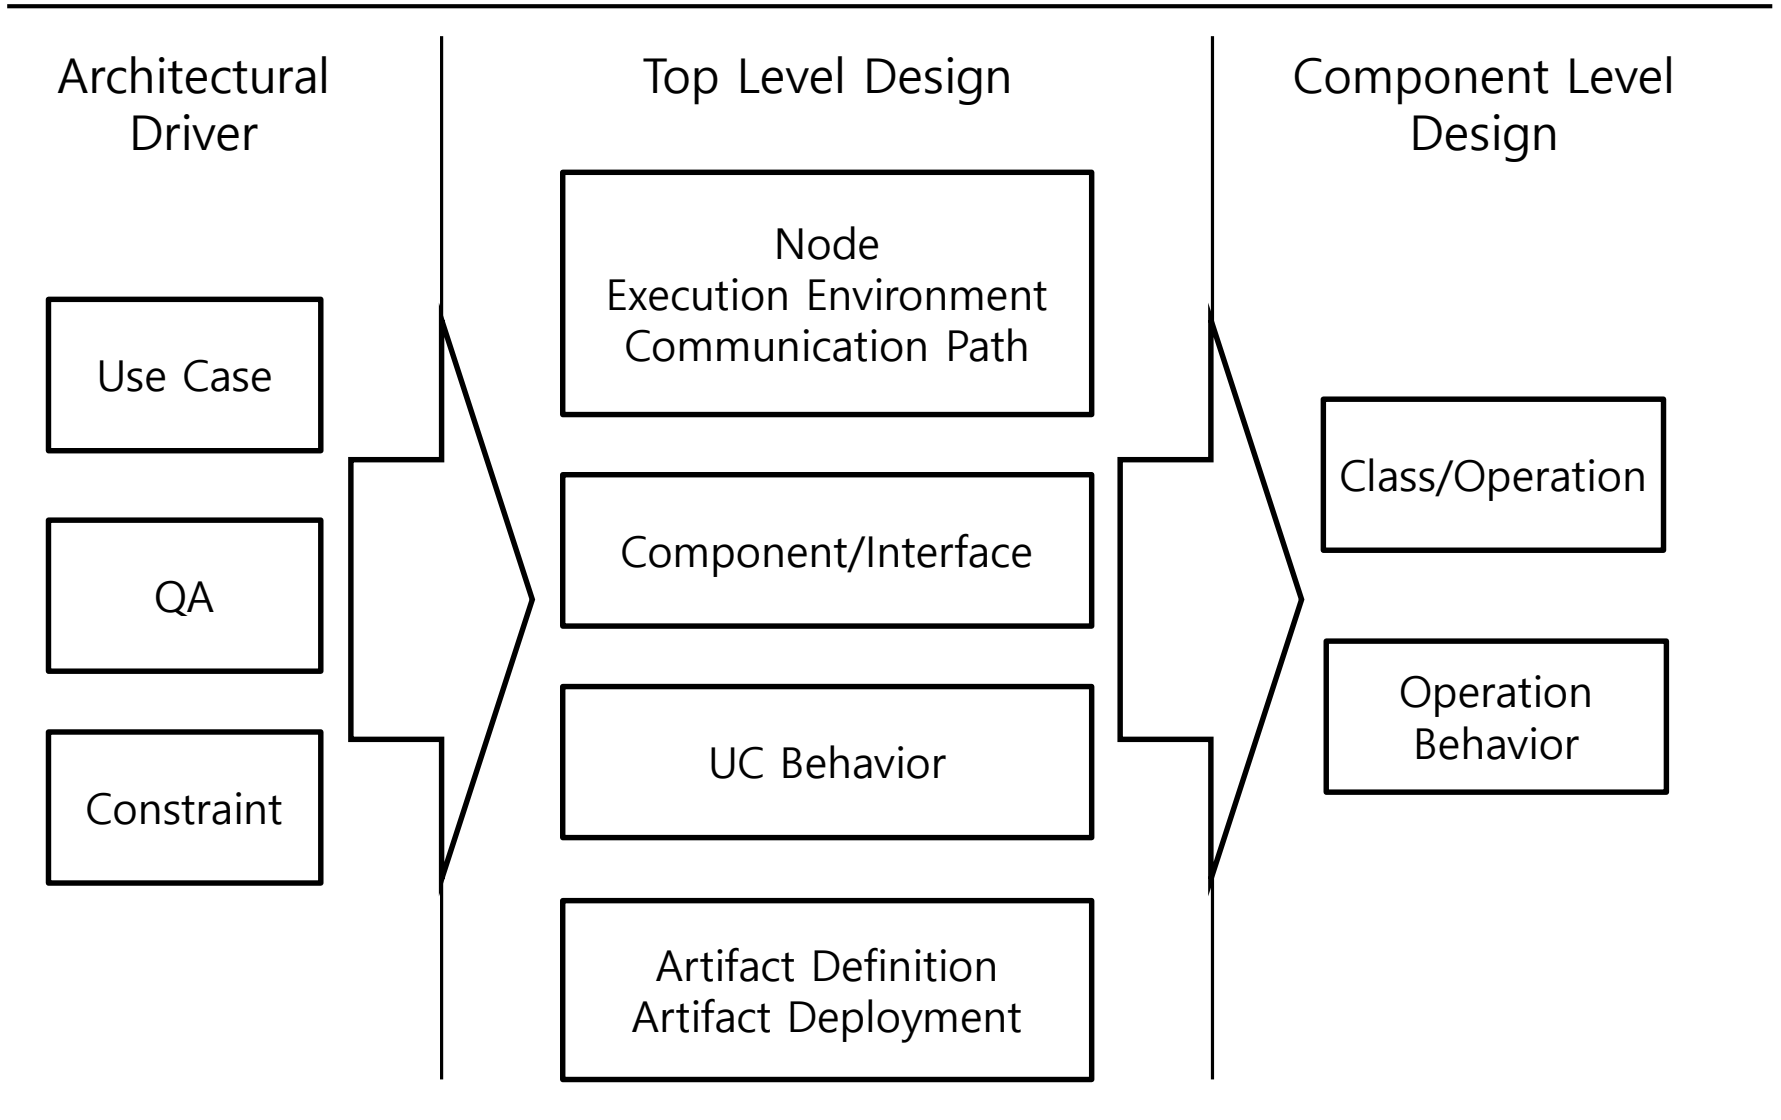 Architectural
Driver
Use Case
QA
Constraint
Top Level Design
Node
Execution Environment
Communication Path
Component/Interface
UC Behavior
Artifact Definition
Artifact Deployment
Component Level
Design
Class/Operation
Operation
Behavior